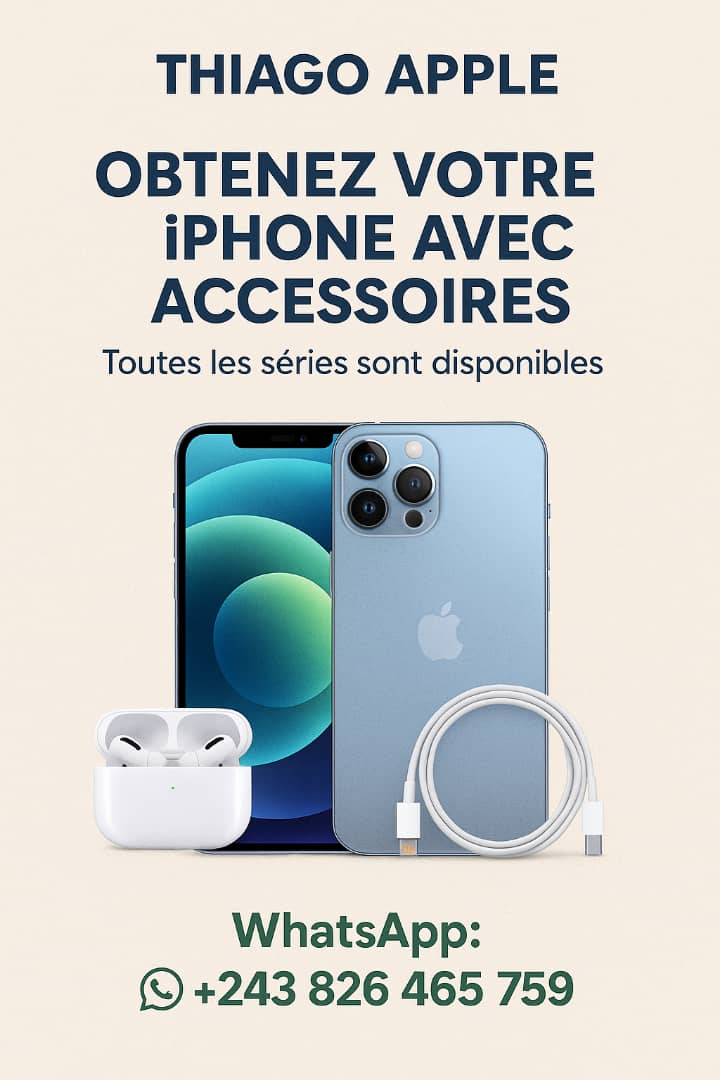 THIAGO APPLE
OBTENEZ VOTRE
iPHONE AVEC
ACCESSOIRES
Toutes les séries sont disponibles
WhatsApp:
+243 826 465 759